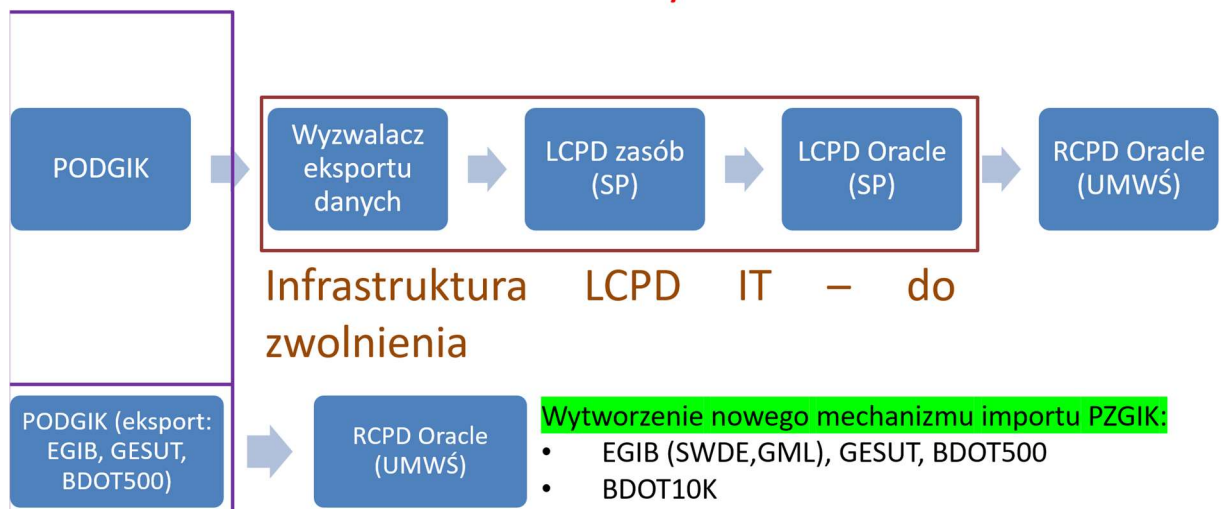 PODGIK
Wyzwalacz
eksportu
danych
LCPD zasób
(SP)
LCPD Oracle
(SP)
RCPD Oracle
(UMWŚ)
Infrastruktura LCPD IT – do
zwolnienia
PODGIK (eksport:
EGIB, GESUT,
BDOT500)
RCPD Oracle
(UMWŚ)
Wytworzenie nowego mechanizmu importu PZGIK:
• EGIB (SWDE,GML), GESUT, BDOT500
• BDOT10K